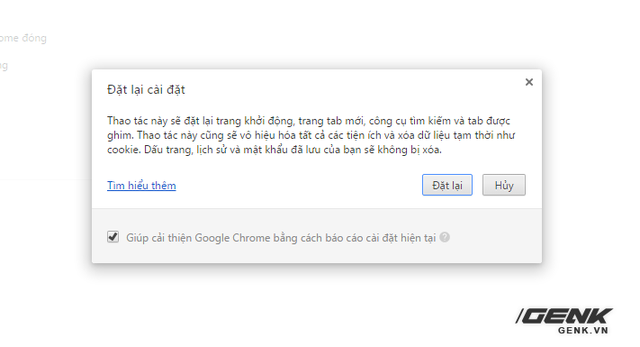 ome đóng
ng
Đặt lại cài đặt
Thao tác này sẽ đặt lại trang khởi động, trang tab mới, công cụ tìm kiếm và tab được
ghim. Thao tác này cũng sẽ vô hiệu hóa tất cả các tiện ích và xóa dữ liệu tạm thời như
cookie. Dấu trang, lịch sử và mật khẩu đã lưu của bạn sẽ không bị xóa.
Tìm hiểu thêm
Đặt lại
Hủy
Giúp cải thiện Google Chrome bằng cách báo cáo cài đặt hiện tại
GENK
GENK.VN